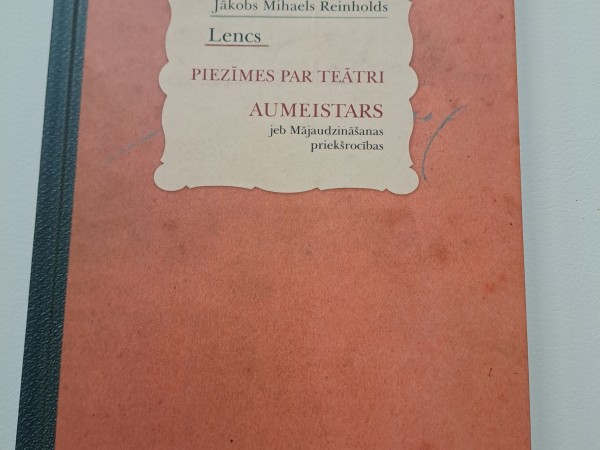 Jākobs Mihaels Reinholds
Lencs
PIEZĪMES PAR TEĀTRI
AUMEISTARS
jeb Mājaudzināšanas
priekšrocības